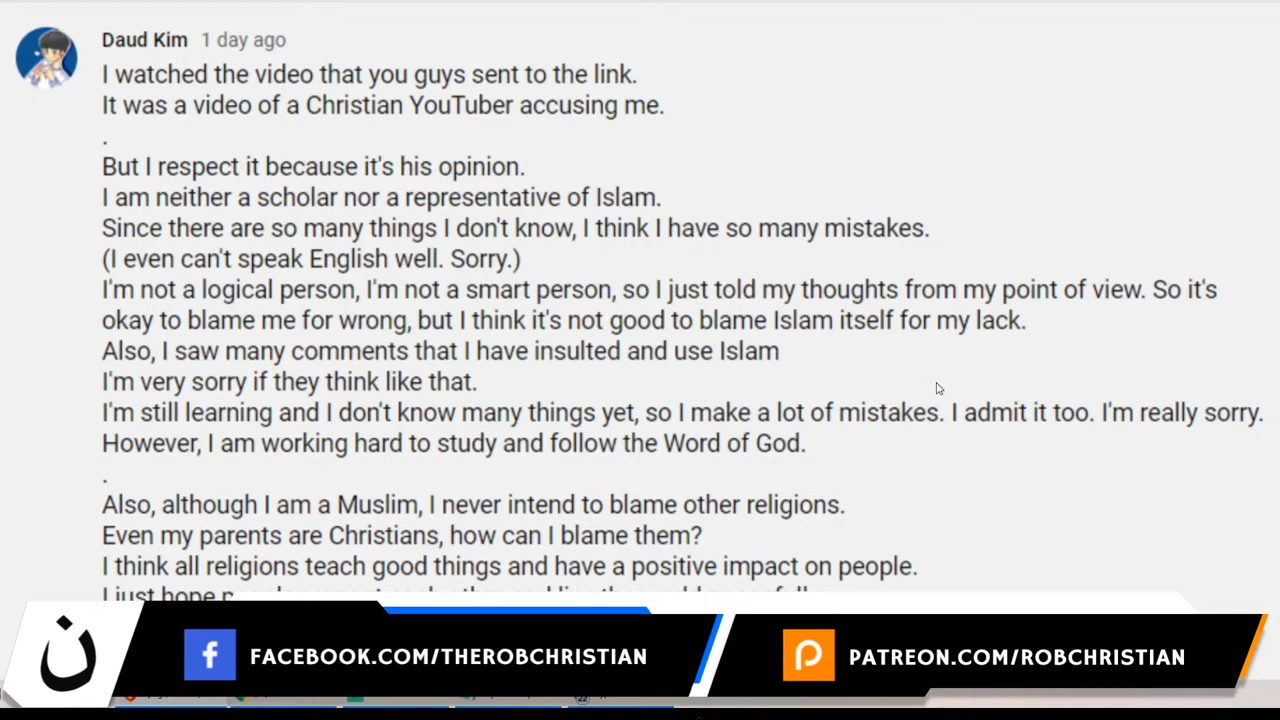 Daud Kim 1 day ago
I watched the video that you guys sent to the link.
It was a video of a Christian YouTuber accusing me.
.
But I respect it because it's his opinion.
I am neither a scholar nor a representative of Islam.
Since there are so many things I don't know, I think I have so many mistakes.
(I even can't speak English well. Sorry.)
I'm not a logical person, I'm not a smart person, so I just told my thoughts from my point of view. So it's
okay to blame me for wrong, but I think it's not good to blame Islam itself for my lack.
Also, I saw many comments that I have insulted and use Islam
I'm very sorry if they think like that.
I'm still learning and I don't know many things yet, so I make a lot of mistakes. I admit it too. I'm really sorry.
However, I am working hard to study and follow the Word of God.
.
Also, although I am a Muslim, I never intend to blame other religions.
Even my parents are Christians, how can I blame them?
I think all religions teach good things and have a positive impact on people.
I just hope
ن
f FACEBOOK.COM/THEROBCHRISTIAN
PATREON.COM/ROBCHRISTIAN